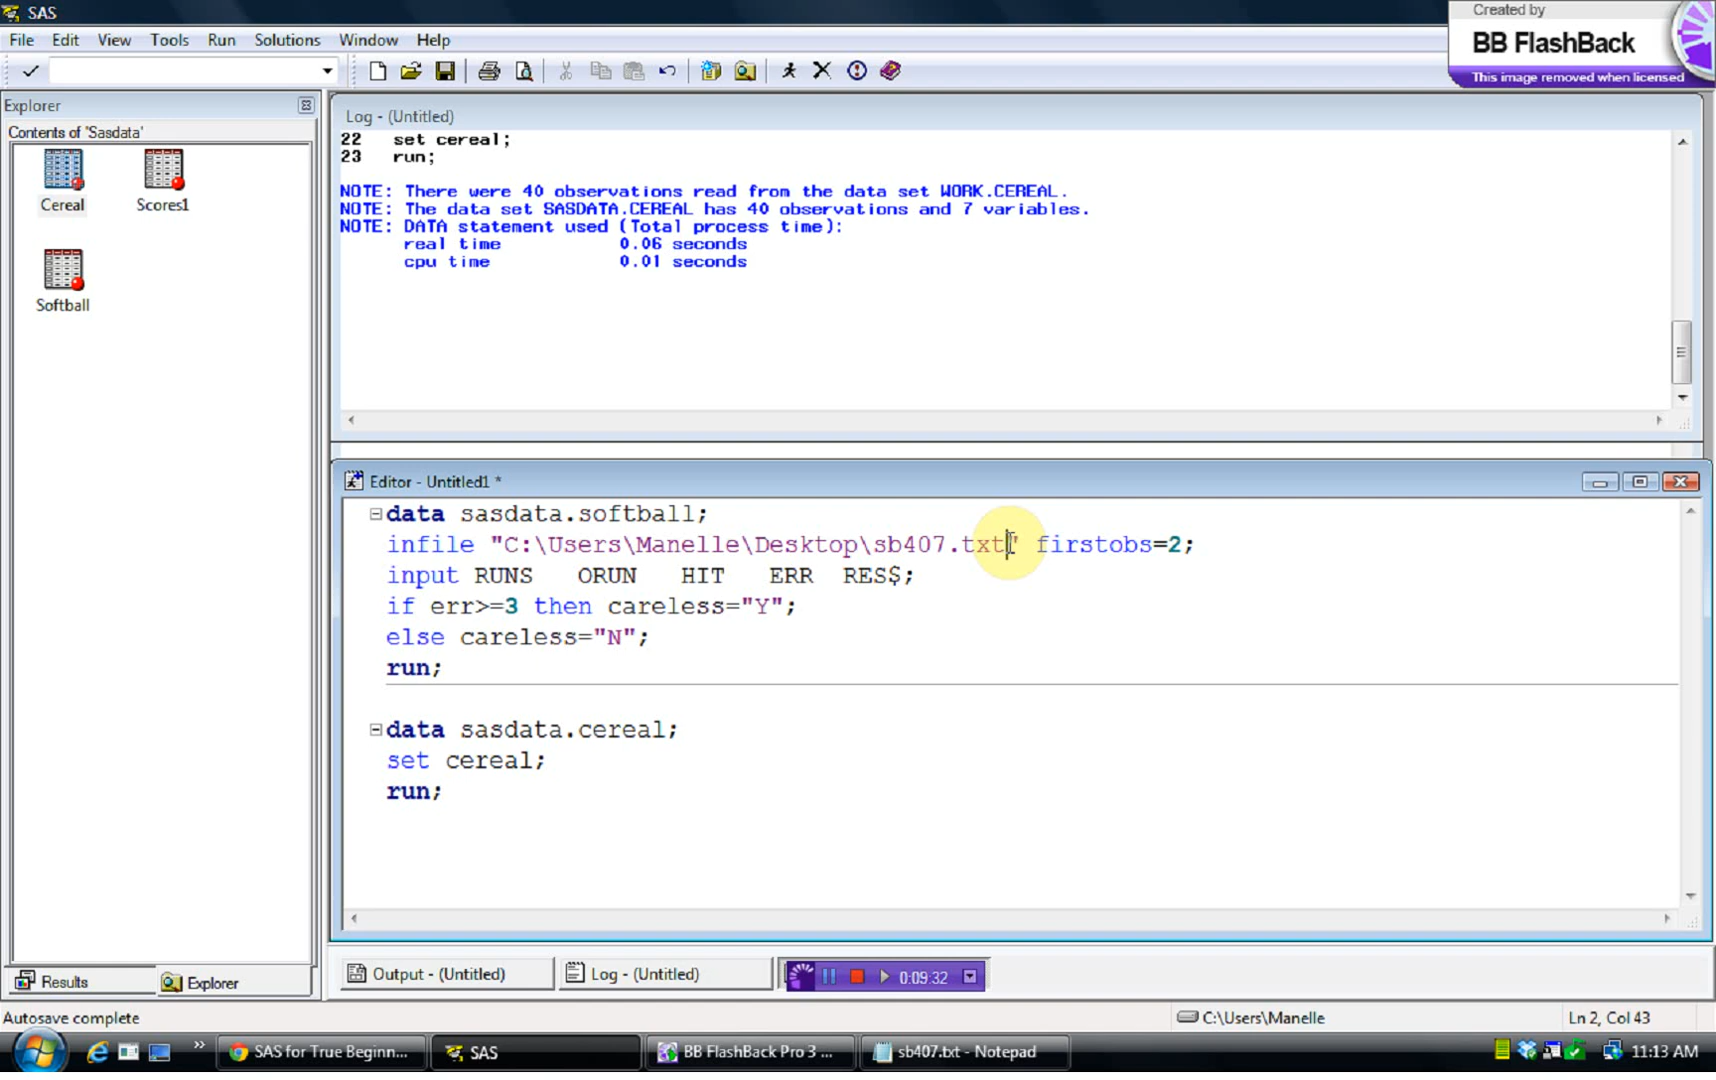 SAS
Created by
BB FlashBack
This image removed when licensed
File Edit View Tools Run Solutions Window Help
Explorer
Contents of 'Sasdata'
Cereal Scores1
Softball
Log - (Untitled)
22 set cereal;
23 run;
NOTE: There were 40 observations read from the data set WORK.CEREAL.
NOTE: The data set SASDATA.CEREAL has 40 observations and 7 variables.
NOTE: DATA statement used (Total process time):
real time 0.06 seconds
cpu time 0.01 seconds
Editor - Untitled1 *
data sasdata.softball;
infile "C:\Users\Manelle\Desktop\sb407.txt" firstobs=2;
input RUNS ORUN HIT ERR RES$;
if err>=3 then careless="Y";
else careless="N";
run;
data sasdata.cereal;
set cereal;
run;
Results Explorer
Output - (Untitled) Log - (Untitled) 0:09:32
Autosave complete C:\Users\Manelle Ln 2, Col 43
SAS for True Beginn... SAS BB FlashBack Pro 3 ... sb407.txt - Notepad 11:13 AM